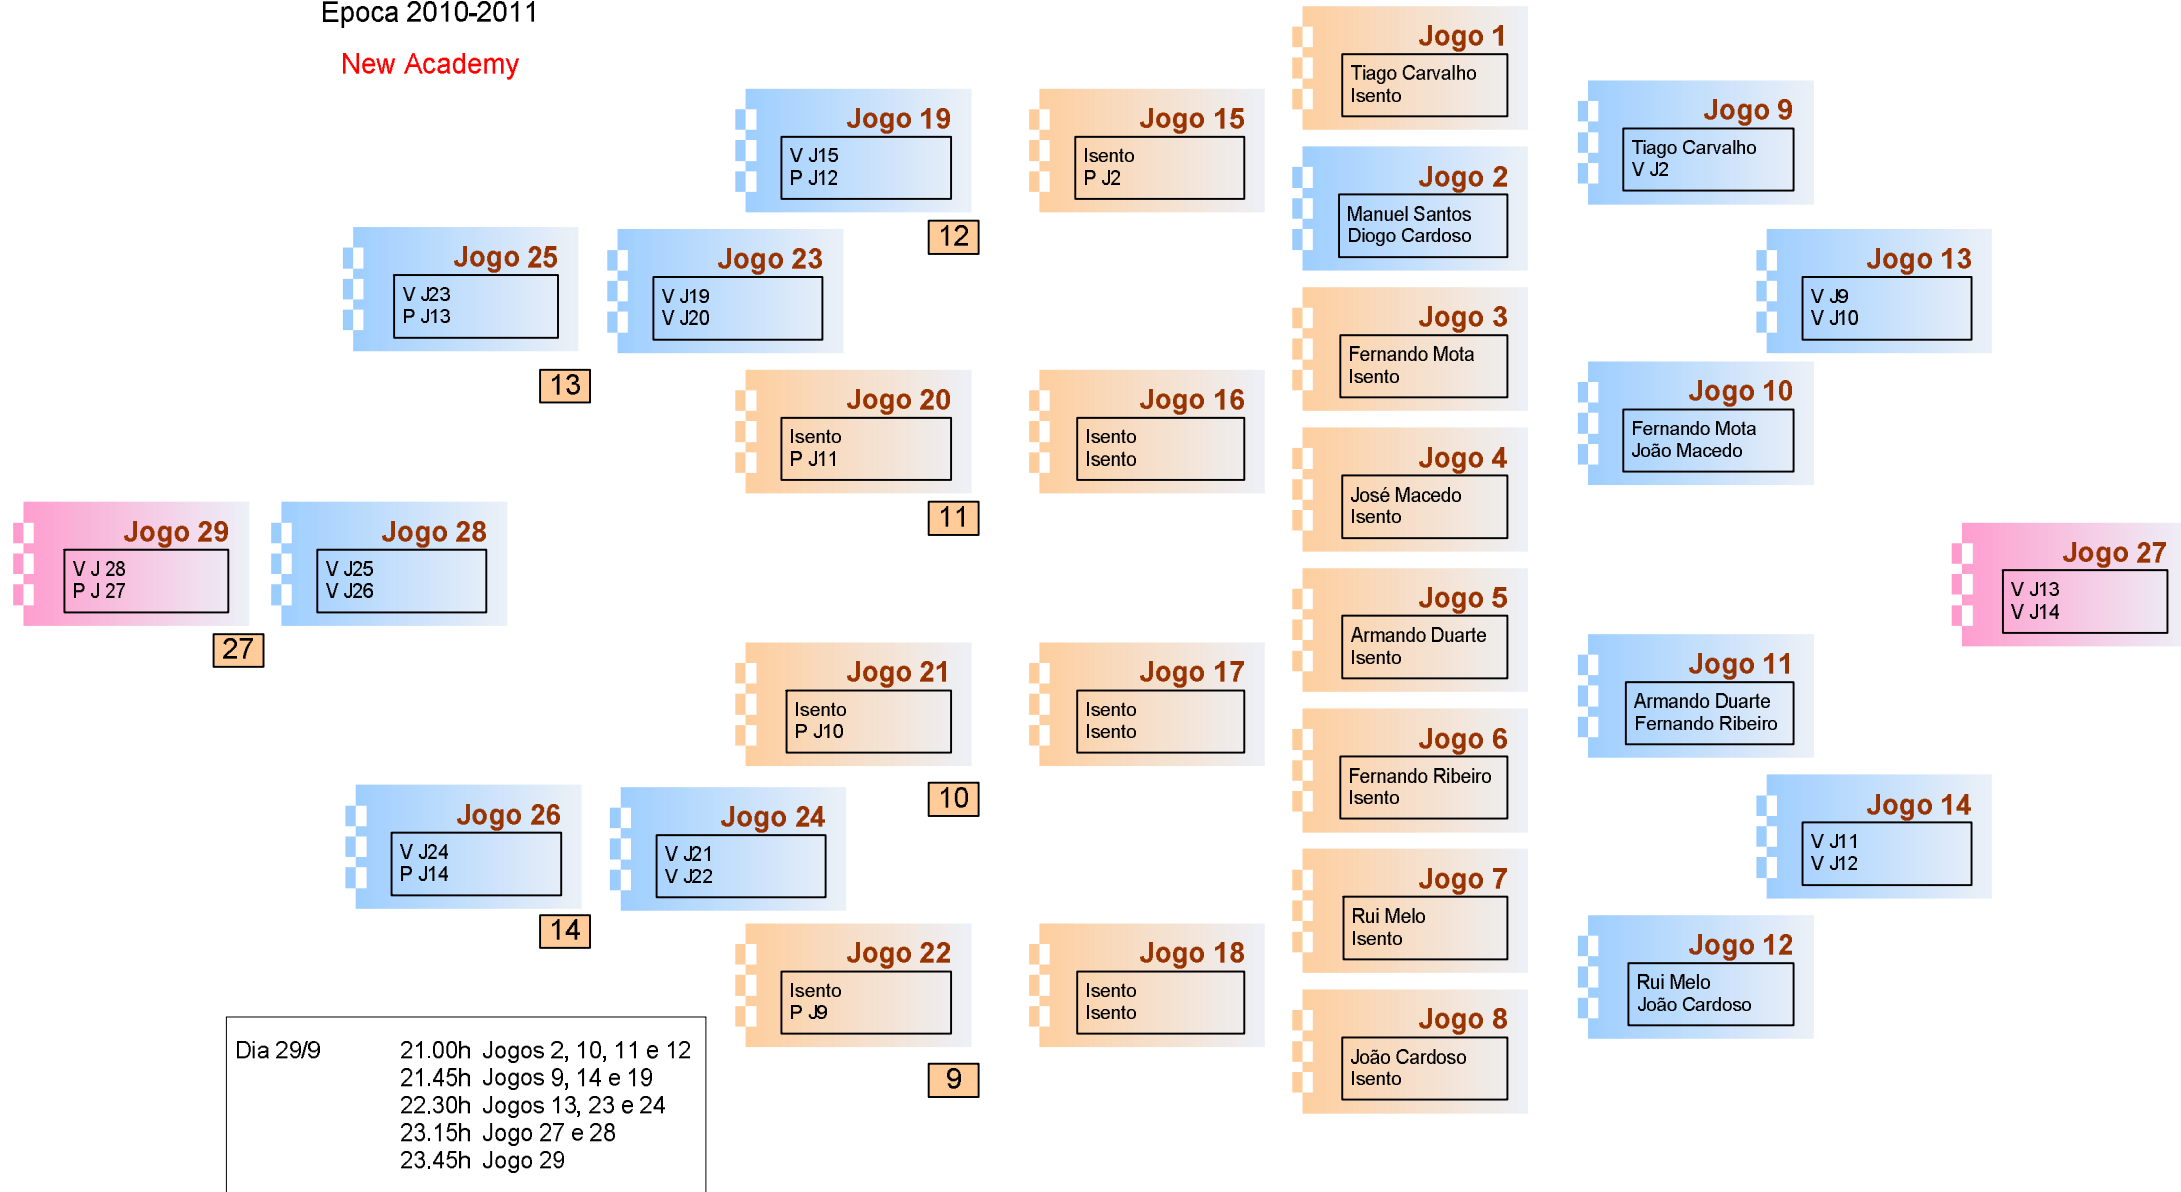 Epoca 2010-2011
New Academy
Jogo 1
Tiago Carvalho
Isento
Jogo 19
V J15
P J12
12
Jogo 15
Isento
P J2
Jogo 2
Manuel Santos
Diogo Cardoso
Jogo 9
Tiago Carvalho
V J2
Jogo 25
V J23
P J13
13
Jogo 23
V J19
V J20
Jogo 3
Fernando Mota
Isento
Jogo 13
V J9
V J10
Jogo 20
Isento
P J11
11
Jogo 16
Isento
Isento
Jogo 4
José Macedo
Isento
Jogo 10
Fernando Mota
João Macedo
Jogo 29
V J 28
P J 27
27
Jogo 28
V J25
V J26
Jogo 5
Armando Duarte
Isento
Jogo 27
V J13
V J14
Jogo 21
Isento
P J10
10
Jogo 17
Isento
Isento
Jogo 6
Fernando Ribeiro
Isento
Jogo 11
Armando Duarte
Fernando Ribeiro
Jogo 26
V J24
P J14
14
Jogo 24
V J21
V J22
Jogo 7
Rui Melo
Isento
Jogo 14
V J11
V J12
Jogo 22
Isento
P J9
9
Jogo 18
Isento
Isento
Jogo 8
João Cardoso
Isento
Jogo 12
Rui Melo
João Cardoso
Dia 29/9 21.00h Jogos 2, 10, 11 e 12
21.45h Jogos 9, 14 e 19
22.30h Jogos 13, 23 e 24
23.15h Jogo 27 e 28
23.45h Jogo 29